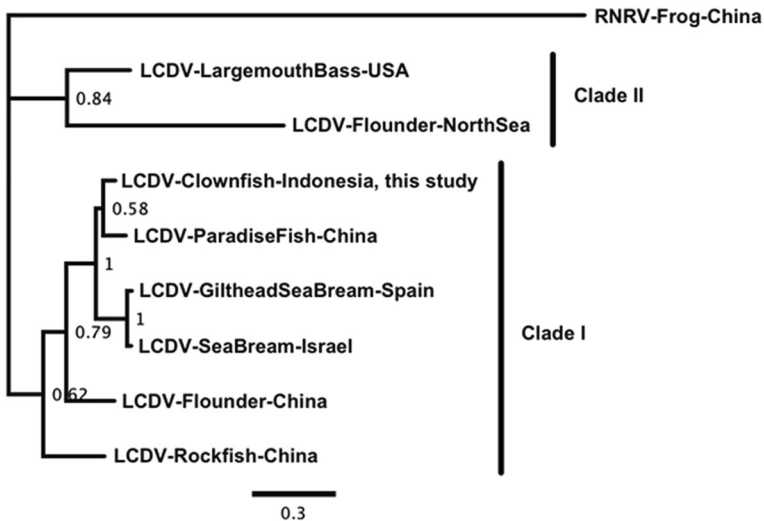 RNRV-Frog-China
LCDV-LargemouthBass-USA
0.84
Clade II
LCDV-Flounder-NorthSea
LCDV-Clownfish-Indonesia, this study
0.58
LCDV-ParadiseFish-China
1
LCDV-GiltheadSeaBream-Spain
1
0.79
Clade I
LCDV-SeaBream-Israel
0.62
LCDV-Flounder-China
LCDV-Rockfish-China
0.3